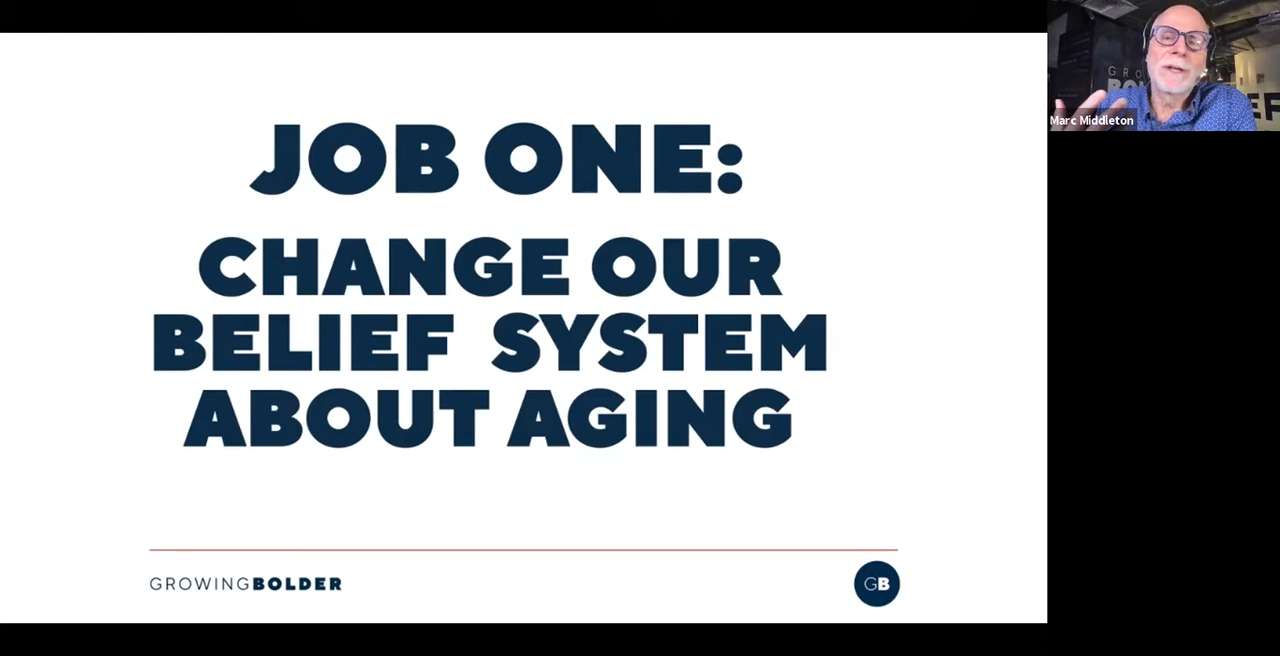 JOB ONE:
CHANGE OUR
BELIEF SYSTEM
ABOUT AGING
GROWINGBOLDER
GB
Marc Middleton